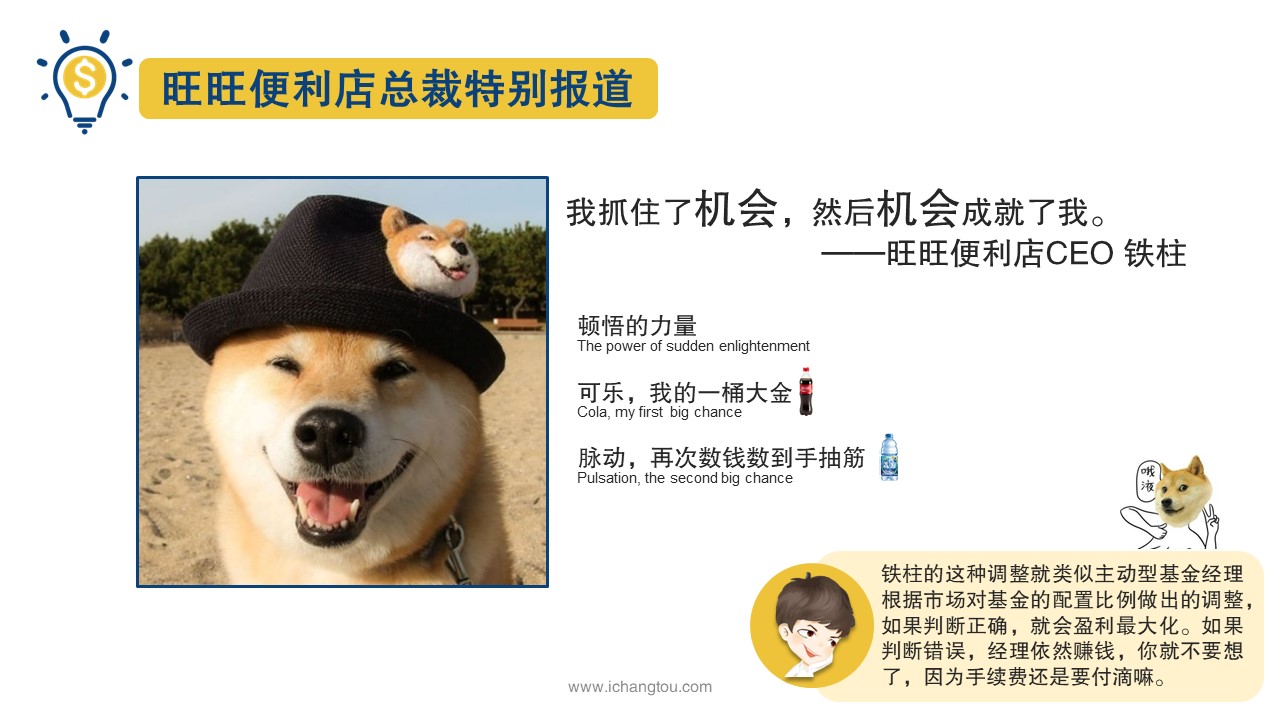 旺旺便利店总裁特别报道
我抓住了机会，然后机会成就了我。
——旺旺便利店CEO 铁柱
顿悟的力量
The power of sudden enlightenment
可乐，我的一桶大金
Cola, my first big chance
脉动，再次数钱数到手抽筋
Pulsation, the second big chance
哦
液
铁柱的这种调整就类似主动型基金经理
根据市场对基金的配置比例做出的调整，
如果判断正确，就会盈利最大化。如果
判断错误，经理依然赚钱，你就不要想
了，因为手续费还是要付滴嘛。
www.ichangtou.com